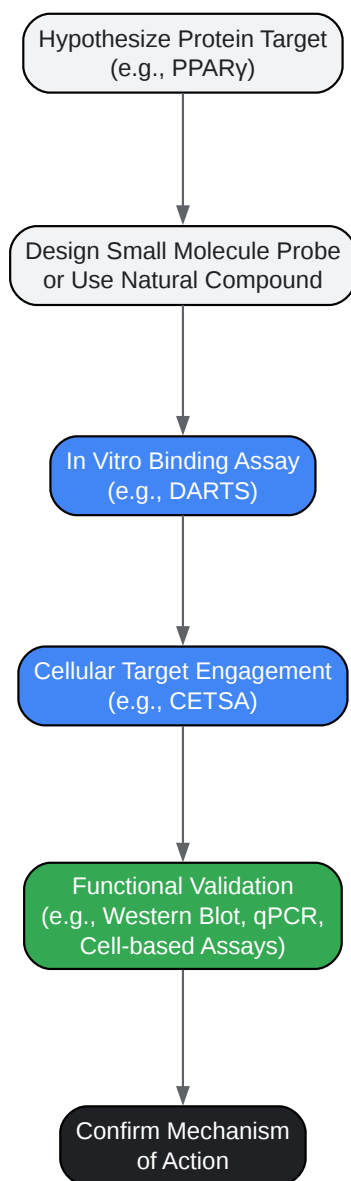 Hypothesize Protein Target
(e.g., PPARγ)
Design Small Molecule Probe
or Use Natural Compound
In Vitro Binding Assay
(e.g., DARTS)
Cellular Target Engagement
(e.g., CETSA)
Functional Validation
(e.g., Western Blot, qPCR,
Cell-based Assays)
Confirm Mechanism
of Action